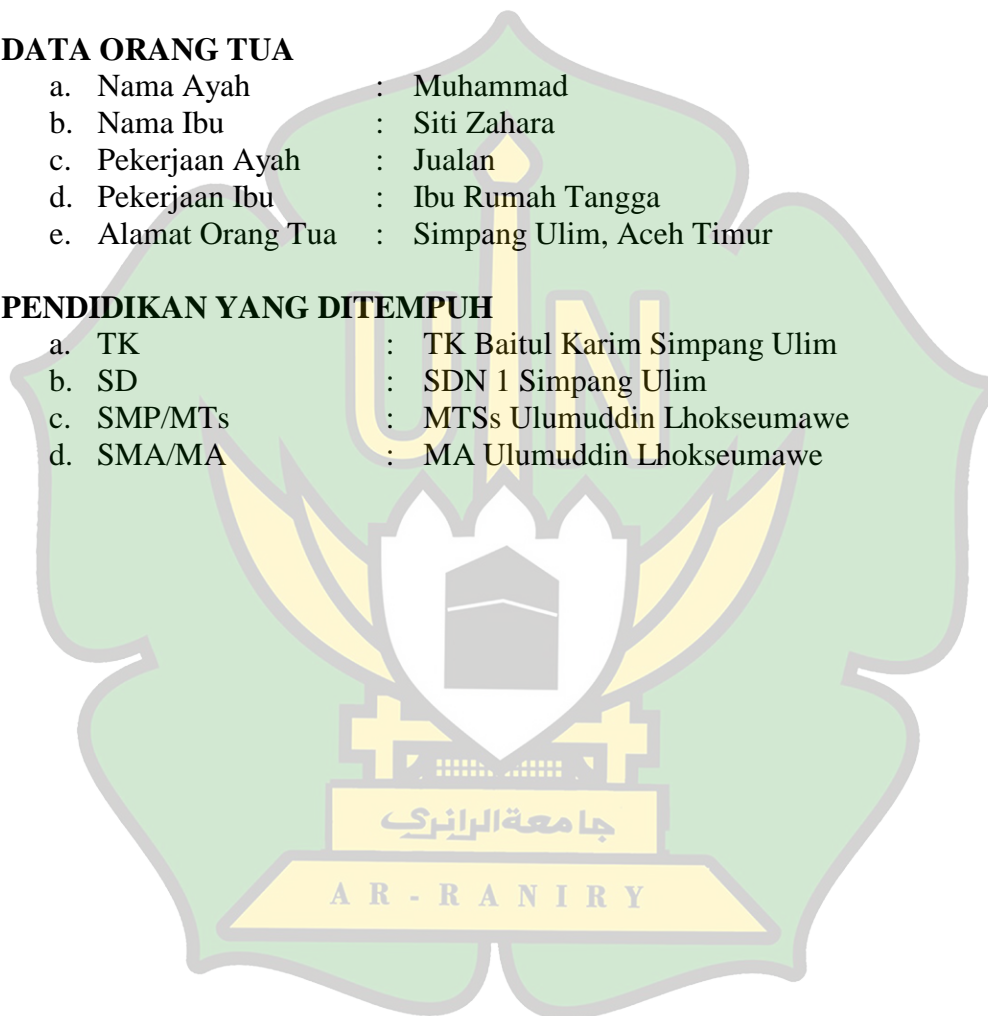 DATA ORANG TUA
a. Nama Ayah : Muhammad
b. Nama Ibu : Siti Zahara
c. Pekerjaan Ayah : Jualan
d. Pekerjaan Ibu : Ibu Rumah Tangga
e. Alamat Orang Tua : Simpang Ulim, Aceh Timur
PENDIDIKAN YANG DITEMPUH
a. TK : TK Baitul Karim Simpang Ulim
b. SD : SDN 1 Simpang Ulim
c. SMP/MTs : MTSs Ulumuddin Lhokseumawe
d. SMA/MA : MA Ulumuddin Lhokseumawe
UIN
جامعةالرانري
AR-RANIRY